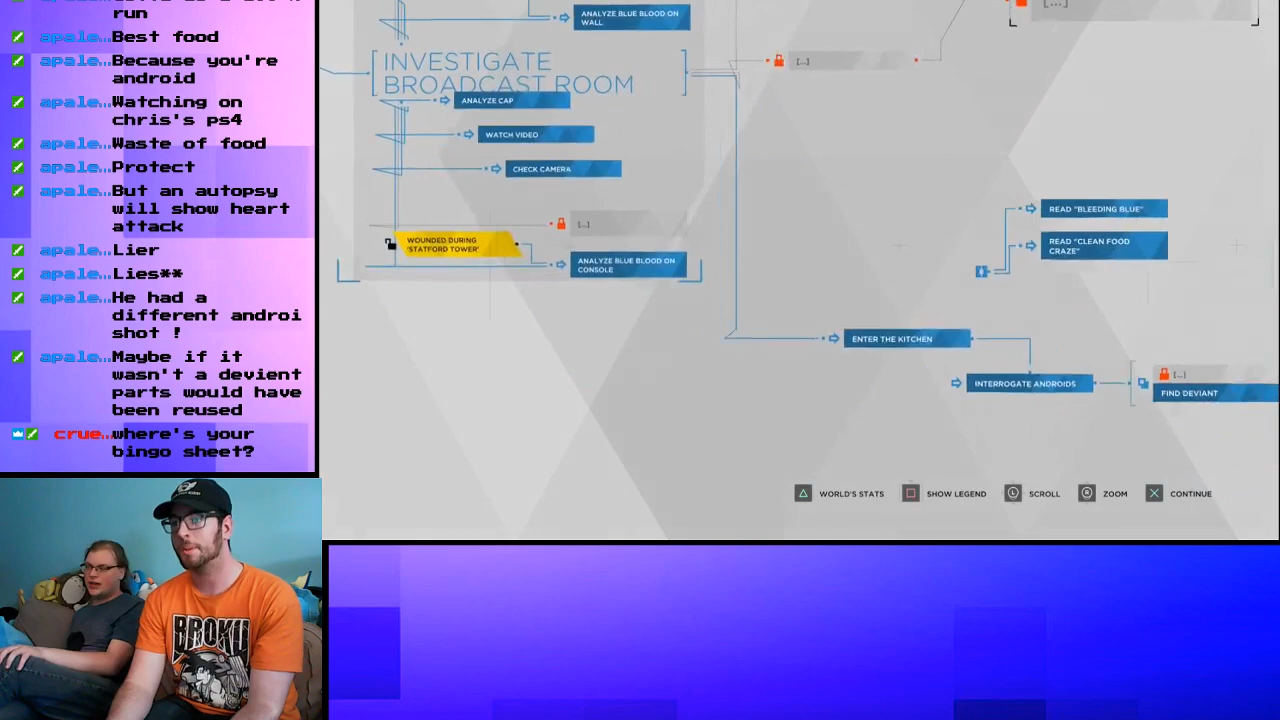 run
apale...Best food
apale...Because you're
android
apale...Watching on
chris's ps4
apale...Waste of food
apale...Protect
apale...But an autopsy
will show heart
attack
apale...Lier
apale...Lies**
apale...He had a
different androi
shot !
apale...Maybe if it
wasn't a devient
parts would have
been reused
crue...where's your
bingo sheet?
ANALYZE BLUE BLOOD ON
WALL
INVESTIGATE
BROADCAST ROOM
ANALYZE CAP
WATCH VIDEO
CHECK CAMERA
[...]
WOUNDED DURING
'STATFORD TOWER'
ANALYZE BLUE BLOOD ON
CONSOLE
[...]
[...]
READ "BLEEDING BLUE"
READ "CLEAN FOOD
CRAZE"
ENTER THE KITCHEN
INTERROGATE ANDROIDS
[...]
FIND DEVIANT
WORLD'S STATS
SHOW LEGEND
L SCROLL
R ZOOM
CONTINUE
BROKU